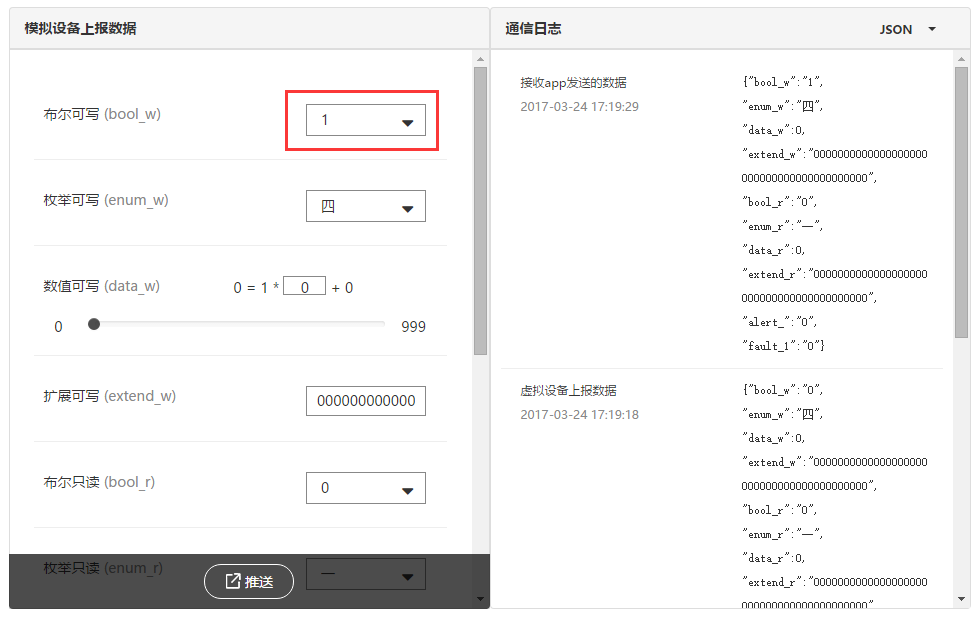 模拟设备上报数据
布尔可写 (bool_w)
1
枚举可写 (enum_w)
四
数值可写 (data_w)
0 = 1 * 0 + 0
0
999
扩展可写 (extend_w)
000000000000
布尔只读 (bool_r)
0
枚举只读 (enum_r)
一
推送
通信日志
JSON
接收app发送的数据
2017-03-24 17:19:29
{"bool_w":"1",
"enum_w":"四",
"data_w":0,
"extend_w":"0000000000000000000
000000000000000000000",
"bool_r":"0",
"enum_r":"一",
"data_r":0,
"extend_r":"0000000000000000000
000000000000000000000",
"alert_":"0",
"fault_1":"0"}
虚拟设备上报数据
2017-03-24 17:19:18
{"bool_w":"0",
"enum_w":"四",
"data_w":0,
"extend_w":"0000000000000000000
000000000000000000000",
"bool_r":"0",
"enum_r":"一",
"data_r":0,
"extend_r":"0000000000000000000
000000000000000000000"